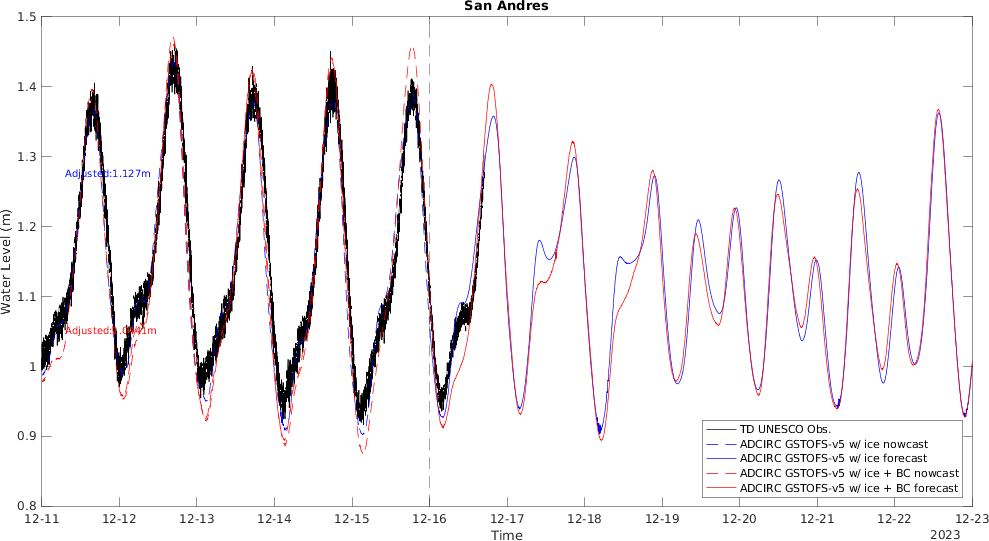 San Andres
1.5
1.4
1.3
1.2
1.1
1
0.9
0.8
Water Level (m)
Adjusted:1.127m
12-11
12-12
12-13
12-14
12-15
12-16
12-17
12-18
12-19
12-20
12-21
12-22
12-23
Time
2023
TD UNESCO Obs.
ADCIRC GSTOFS-v5 w/ ice nowcast
ADCIRC GSTOFS-v5 w/ ice forecast
ADCIRC GSTOFS-v5 w/ ice + BC nowcast
ADCIRC GSTOFS-v5 w/ ice + BC forecast